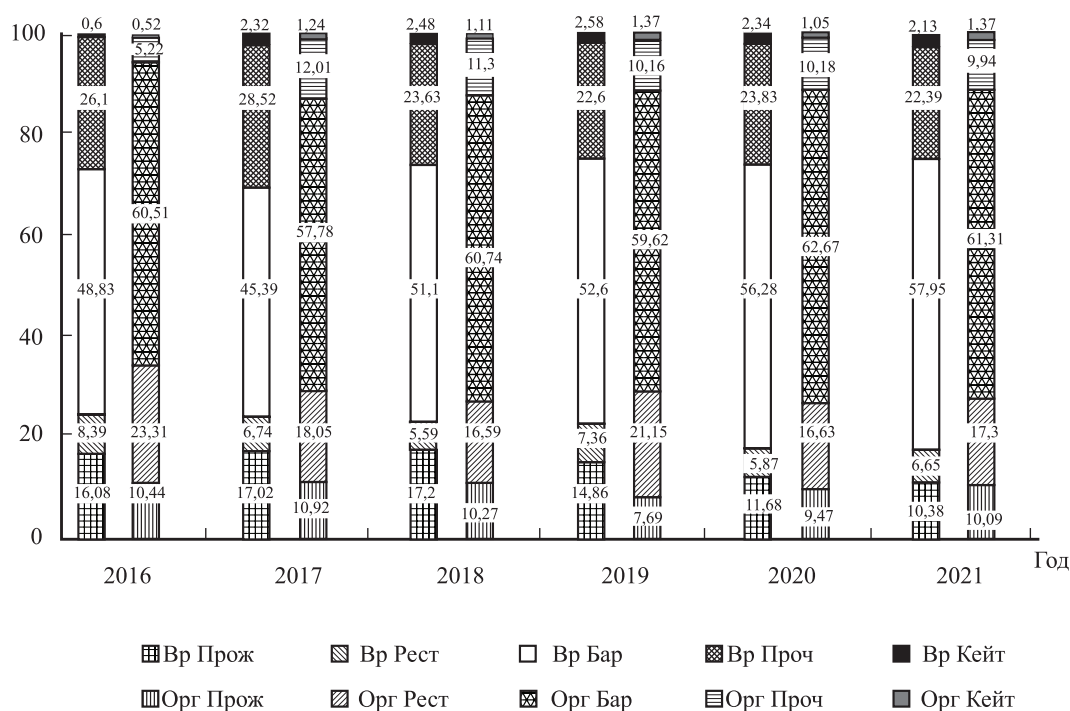 0,6 0,52 2,32 1,24 2,48 1,11 2,58 1,37 2,34 1,05 2,13 1,37
100
5,22 12,01 11,3 10,16 10,18 9,94
26,1 28,52 23,63 22,6 23,83 22,39
80
60,51 57,78 60,74 59,62 62,67 61,31
60
48,83 45,39 51,1 52,6 56,28 57,95
40
20
8,39 23,31 6,74 18,05 5,59 16,59 7,36 21,15 5,87 16,63 6,65 17,3
16,08 10,44 17,02 10,92 17,2 10,27 14,86 7,69 11,68 9,47 10,38 10,09
0
Год
2016 2017 2018 2019 2020 2021
Вр Прож Вр Рест Вр Бар Вр Проч Вр Кейт
Орг Прож Орг Рест Орг Бар Орг Проч Орг Кейт